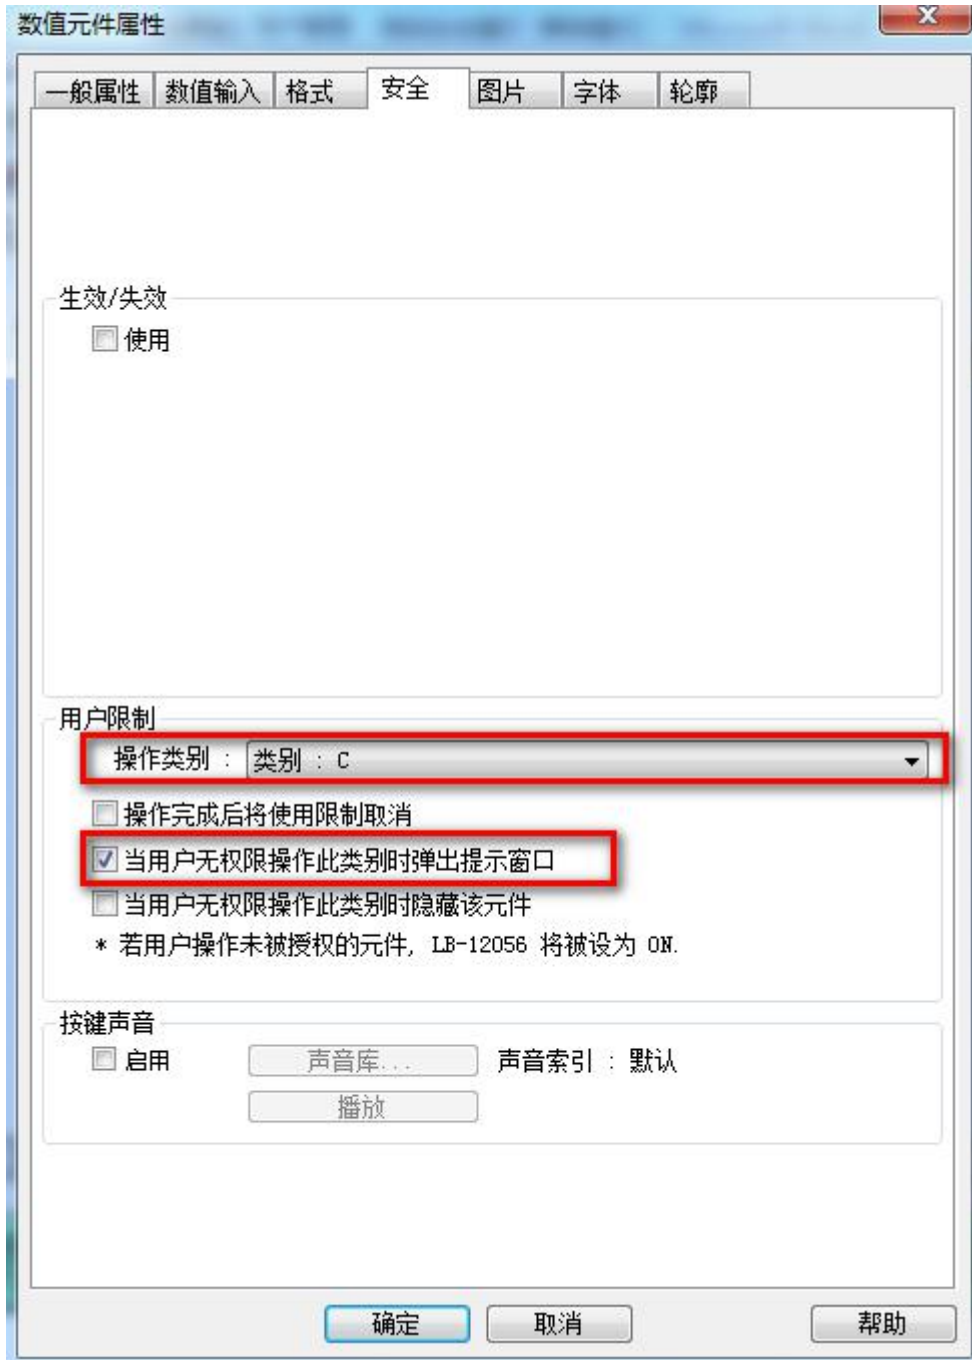 数值元件属性
一般属性 数值输入 格式 安全 图片 字体 轮廓
生效/失效
使用
用户限制
操作类别 : 类别 : C
操作完成后将使用限制取消
当用户无权限操作此类别时弹出提示窗口
当用户无权限操作此类别时隐藏该元件
* 若用户操作未被授权的元件, LB-12056 将被设为 ON.
按键声音
启用 声音库... 声音索引 : 默认
播放
确定 取消 帮助